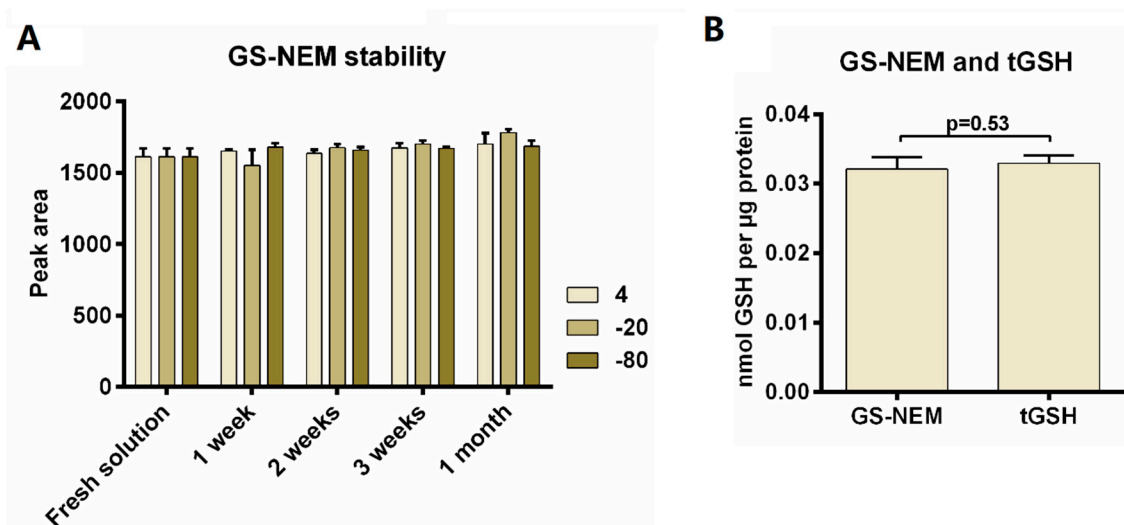 A
GS-NEM stability
2000
1500
1000
500
0
Peak area
Fresh solution
1 week
2 weeks
3 weeks
1 month
4
-20
-80
B
GS-NEM and tGSH
p=0.53
0.04
0.03
0.02
0.01
0.00
nmol GSH per µg protein
GS-NEM
tGSH